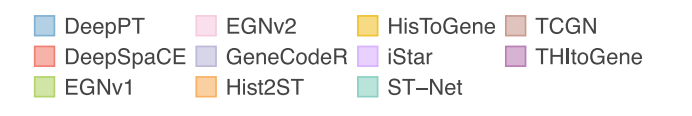 DeepPT EGNv2 HisToGene TCGN
DeepSpaCE GeneCodeR iStar THItoGene
EGNv1 Hist2ST ST−Net